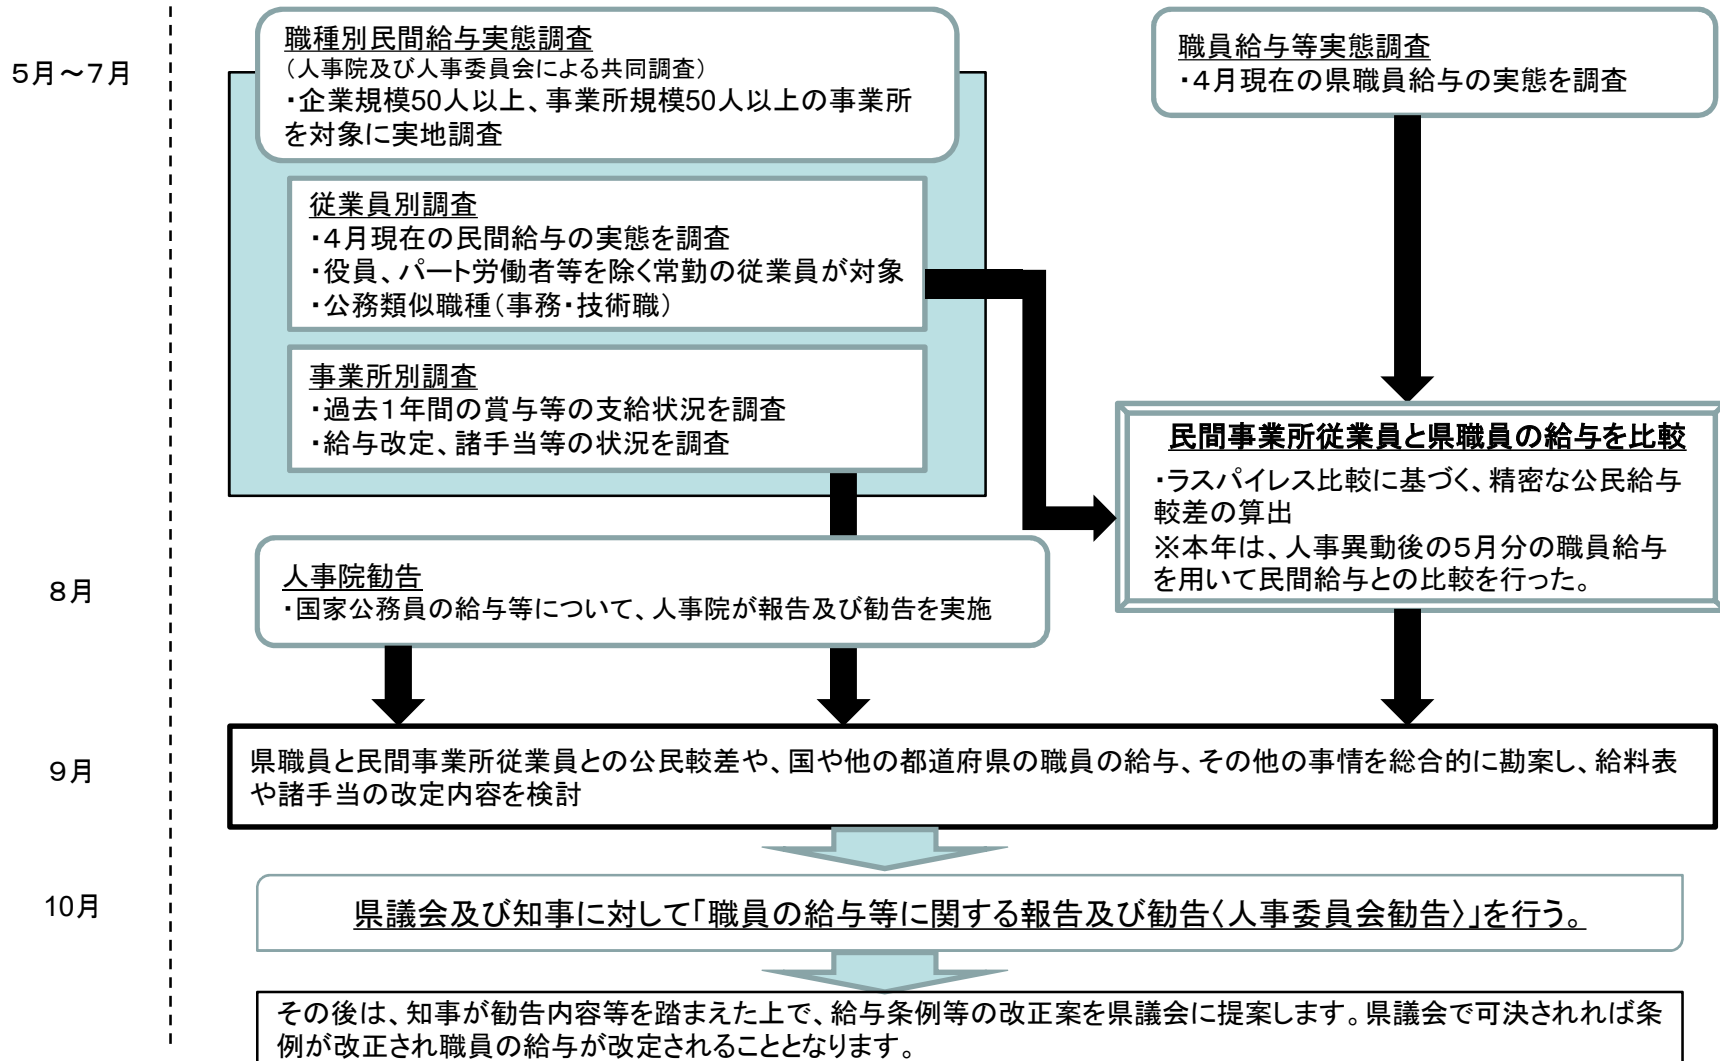 5月～7月
職種別民間給与実態調査
（人事院及び人事委員会による共同調査）
・企業規模50人以上、事業所規模50人以上の事業所
を対象に実地調査
従業員別調査
・4月現在の民間給与の実態を調査
・役員、パート労働者等を除く常勤の従業員が対象
・公務類似職種（事務・技術職）
事業所別調査
・過去1年間の賞与等の支給状況を調査
・給与改定、諸手当等の状況を調査
職員給与等実態調査
・4月現在の県職員給与の実態を調査
民間事業所従業員と県職員の給与を比較
・ラスパイレス比較に基づく、精密な公民給与
較差の算出
※本年は、人事異動後の5月分の職員給与
を用いて民間給与との比較を行った。
8月
人事院勧告
・国家公務員の給与等について、人事院が報告及び勧告を実施
9月
県職員と民間事業所従業員との公民較差や、国や他の都道府県の職員の給与、その他の事情を総合的に勘案し、給料表
や諸手当の改定内容を検討
10月
県議会及び知事に対して「職員の給与等に関する報告及び勧告〈人事委員会勧告〉」を行う。
その後は、知事が勧告内容等を踏まえた上で、給与条例等の改正案を県議会に提案します。県議会で可決されれば条
例が改正され職員の給与が改定されることとなります。